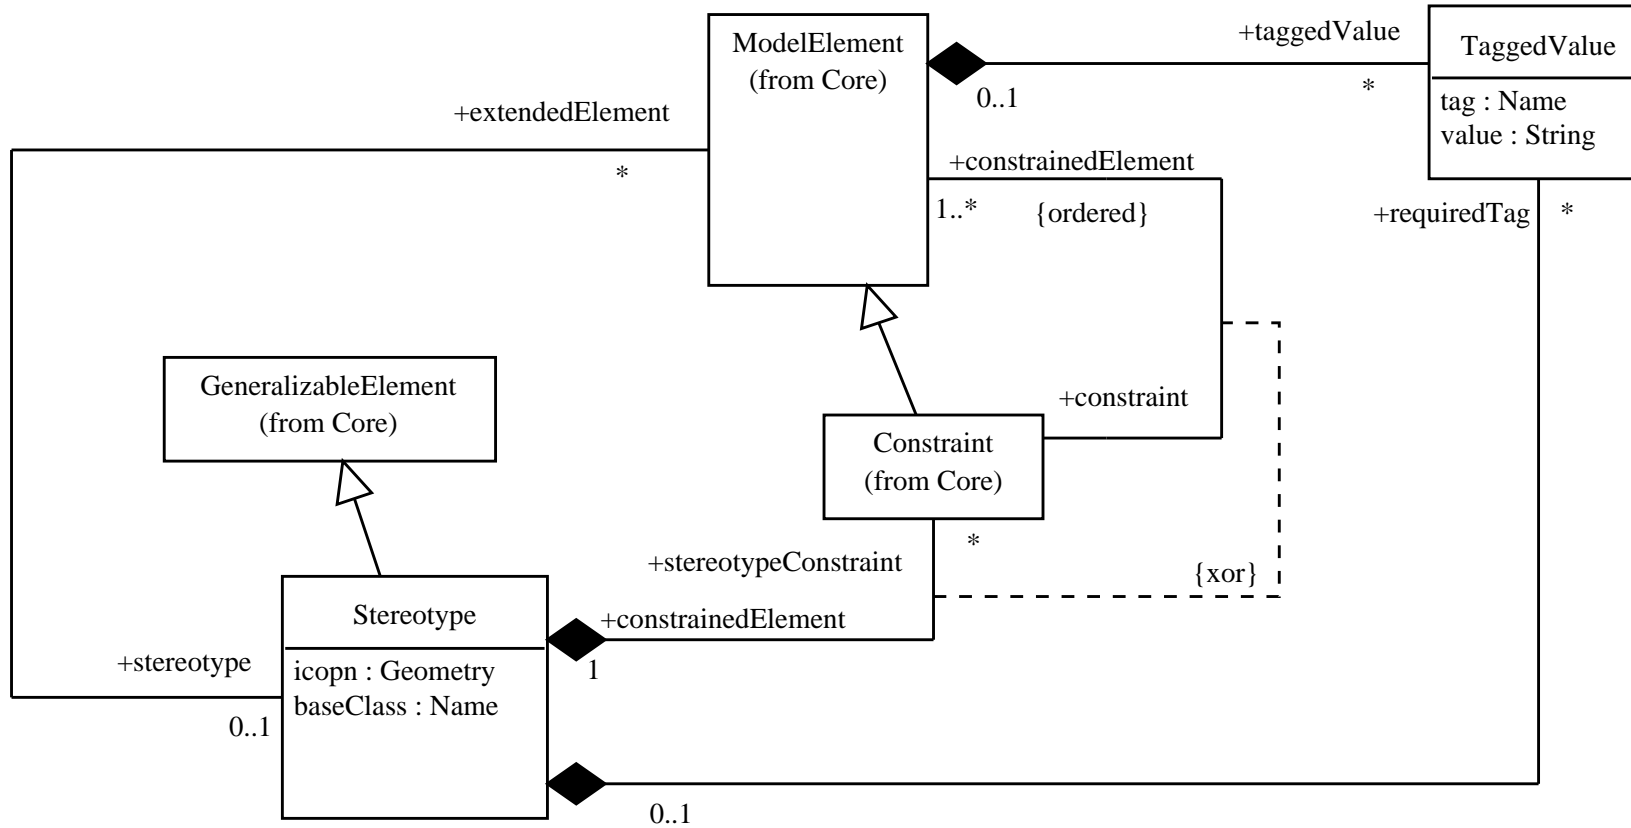 ModelElement
(from Core)
+taggedValue
0..1
*
TaggedValue
tag : Name
value : String
+extendedElement
*
+constrainedElement
1..*
{ordered}
+requiredTag
*
GeneralizableElement
(from Core)
+constraint
Constraint
(from Core)
*
+stereotypeConstraint
{xor}
+constrainedElement
1
Stereotype
icopn : Geometry
baseClass : Name
+stereotype
0..1
0..1